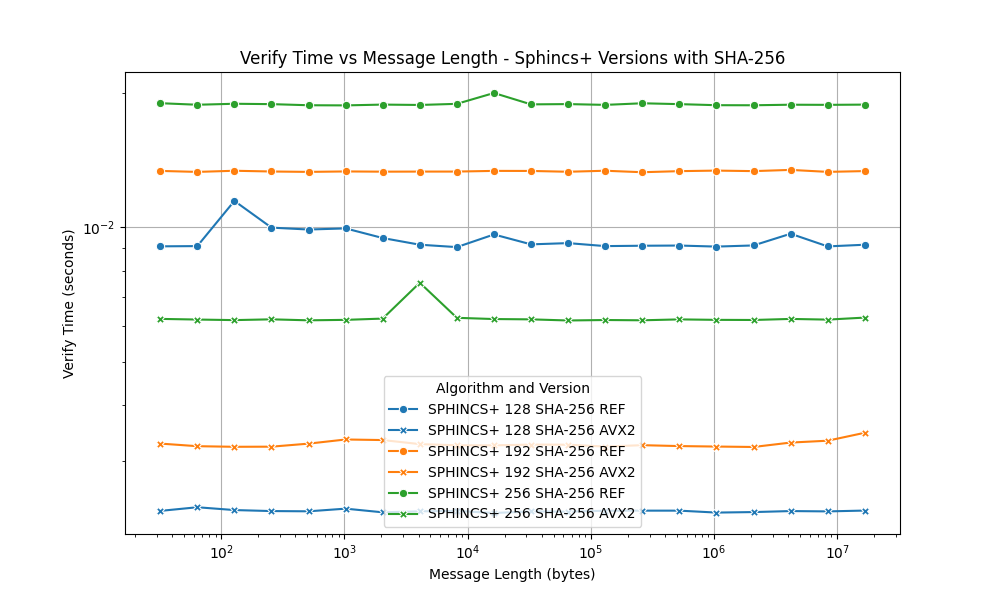 Verify Time vs Message Length - Sphincs+ Versions with SHA-256
Verify Time (seconds)
10⁻²
Algorithm and Version
SPHINCS+ 128 SHA-256 REF
SPHINCS+ 128 SHA-256 AVX2
SPHINCS+ 192 SHA-256 REF
SPHINCS+ 192 SHA-256 AVX2
SPHINCS+ 256 SHA-256 REF
SPHINCS+ 256 SHA-256 AVX2
10² 10³ 10⁴ 10⁵ 10⁶ 10⁷
Message Length (bytes)